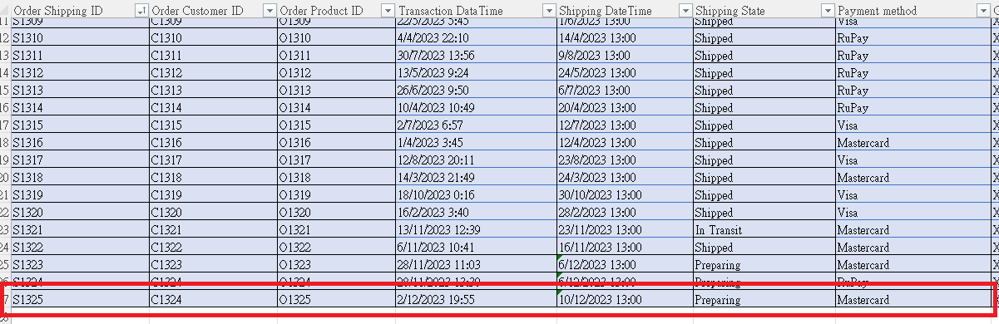 Order Shipping ID Order Customer ID Order Product ID Transaction DataTime Shipping DateTime Shipping State Payment method
11 S1309 C1309 O1309 22/5/2023 5:45 1/6/2023 13:00 Shipped Visa X
12 S1310 C1310 O1310 4/4/2023 22:10 14/4/2023 13:00 Shipped RuPay X
13 S1311 C1311 O1311 30/7/2023 13:56 9/8/2023 13:00 Shipped RuPay X
14 S1312 C1312 O1312 13/5/2023 9:24 24/5/2023 13:00 Shipped RuPay X
15 S1313 C1313 O1313 26/6/2023 9:50 6/7/2023 13:00 Shipped RuPay X
16 S1314 C1314 O1314 10/4/2023 10:49 20/4/2023 13:00 Shipped RuPay X
17 S1315 C1315 O1315 2/7/2023 6:57 12/7/2023 13:00 Shipped Visa X
18 S1316 C1316 O1316 1/4/2023 3:45 12/4/2023 13:00 Shipped Mastercard X
19 S1317 C1317 O1317 12/8/2023 20:11 23/8/2023 13:00 Shipped Visa X
20 S1318 C1318 O1318 14/3/2023 21:49 24/3/2023 13:00 Shipped Mastercard X
21 S1319 C1319 O1319 18/10/2023 0:16 30/10/2023 13:00 Shipped Visa X
22 S1320 C1320 O1320 16/2/2023 3:40 28/2/2023 13:00 Shipped Visa X
23 S1321 C1321 O1321 13/11/2023 12:39 23/11/2023 13:00 In Transit Mastercard X
24 S1322 C1322 O1322 6/11/2023 10:41 16/11/2023 13:00 Shipped Mastercard X
25 S1323 C1323 O1323 28/11/2023 11:03 6/12/2023 13:00 Preparing Mastercard X
26 S1324 C1324 O1324 6/12/2023 13:00 Preparing RuPay X
7 S1325 C1324 O1325 2/12/2023 19:55 10/12/2023 13:00 Preparing Mastercard X